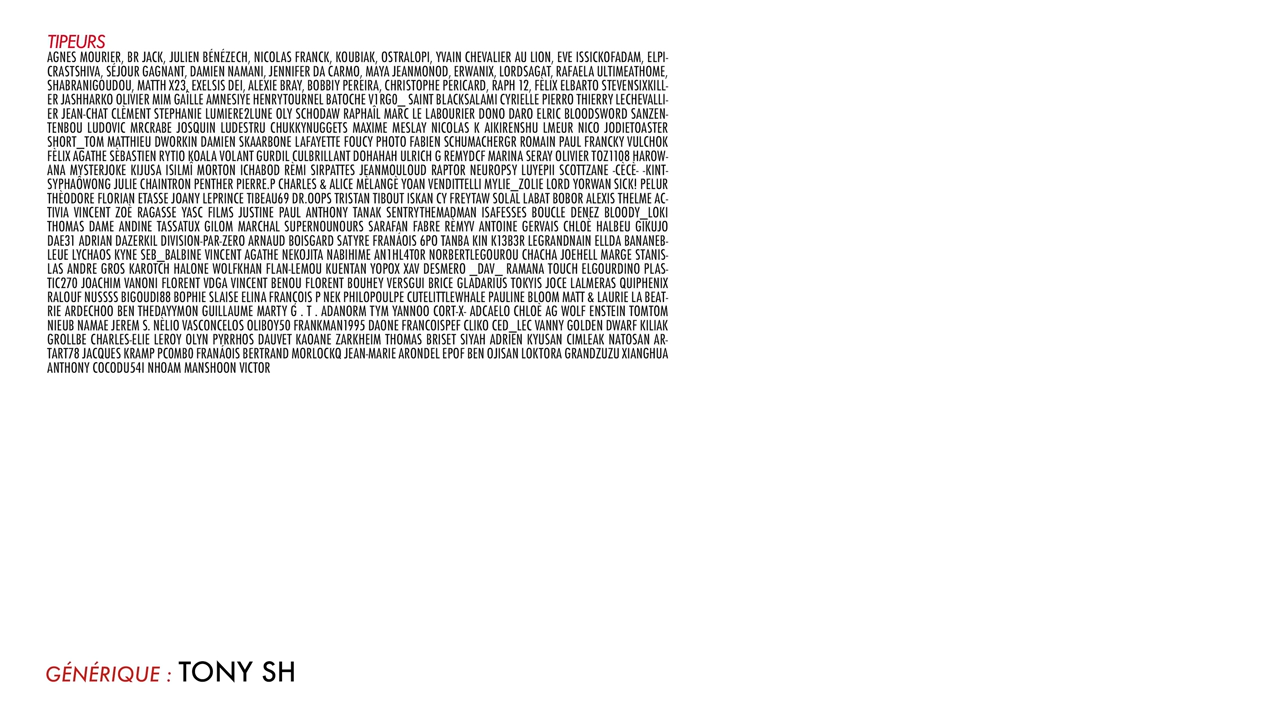 TIPEURS
AGNES MOURIER, BR JACK, JULIEN BÉNÉZECH, NICOLAS FRANCK, KOUBIAK, OSTRALOPI, YVAIN CHEVALIER AU LION, EVE ISSICKOFADAM, ELPI-
CRASTSHIVA, SÉJOUR GAGNANT, DAMIEN NAMANI, JENNIFER DA CARMO, MAYA JEANMONOD, ERWANIX, LORDSAGAT, RAFAELA ULTIMEATHOME,
SHABRANIGOUDOU, MATTH X23, EXELSIS DEI, ALEXIE BRAY, BOBBIY PEREIRA, CHRISTOPHE PERICARD, RAPH 12, FÉLIX ELBARTO STEVENSIXKILL-
ER JASHHARKO OLIVIER MIM GAÏLLE AMNESIYE HENRYTOURNEL BATOCHE V1RG0_ SAINT BLACKSALAMI CYRIELLE PIERRO THIERRY LECHEVALLI-
ER JEAN-CHAT CLÉMENT STEPHANIE LUMIERE2LUNE OLY SCHODAW RAPHAÏL MARC LE LABOURIER DONO DARO ELRIC BLOODSWORD SANZEN-
TENBOU LUDOVIC MRCRABE JOSQUIN LUDESTRU CHUKKYNUGGETS MAXIME MESLAY NICOLAS K AIKIRENSHU LMEUR NICO JODIETOASTER
SHORT_TOM MATTHIEU DWORKIN DAMIEN SKAARBONE LAFAYETTE FOUCY PHOTO FABIEN SCHUMACHERGR ROMAIN PAUL FRANCKY VULCHOK
FÉLIX AGATHE SÉBASTIEN RYTIO KOALA VOLANT GURDIL CULBRILLANT DOHAHAH ULRICH G REMYDCF MARINA SERAY OLIVIER TOZ1108 HAROW-
ANA MYSTERJOKE KIJUSA ISILMÏ MORTON ICHABOD RÉMI SIRPATTES JEANMOULOUD RAPTOR NEUROPSY LUYEPII SCOTTZANE -CÉCÉ- -KINT-
SYPHAÔWONG JULIE CHAINTRON PENTHER PIERRE.P CHARLES & ALICE MÉLANGE YOAN VENDITTELLI MYLIE_ZOLIE LORD YORWAN SICK! PELUR
THÉODORE FLORIAN ETASSE JOANY LEPRINCE TIBEAU69 DR.OOPS TRISTAN TIBOUT ISKAN CY FREYTAW SOLAL LABAT BOBOR ALEXIS THELME AC-
TIVIA VINCENT ZOÉ RAGASSE YASC FILMS JUSTINE PAUL ANTHONY TANAK SENTRYTHEMADMAN ISAFESSES BOUCLE DENEZ BLOODY_LOKI
THOMAS DAME ANDINE TASSATUX GILOM MARCHAL SUPERNOUNOURS SARAFAN FABRE RÉMYV ANTOINE GERVAIS CHLOÉ HALBEU GÏKUJO
DAE31 ADRIAN DAZERKIL DIVISION-PAR-ZERO ARNAUD BOISGARD SATYRE FRANÁOIS 6PO TANBA KIN K13B3R LEGRANDNAIN ELLDA BANANEB-
LEUE LYCHAOS KYNE SEB_BALBINE VINCENT AGATHE NEKOJITA NABIHIME AN1HL4T0R NORBERTLEGOUROU CHACHA JOEHELL MARGE STANIS-
LAS ANDRE GROS KAROTCH HALONE WOLFKHAN FLAN-LEMOU KUENTAN YOPOX XAV DESMERO _DAV_ RAMANA TOUCH ELGOURDINO PLAS-
TIC270 JOACHIM VANONI FLORENT VDGA VINCENT BENOU FLORENT BOUHEY VERSGUI BRICE GLADARIUS TOKYIS JOCE LALMERAS QUIPHENIX
RALOUF NUSSSS BIGOUDI88 BOPHIE SLAISE ELINA FRANÇOIS P NEK PHILOPOULPE CUTELITTLEWHALE PAULINE BLOOM MATT & LAURIE LA BEAT-
RIE ARDECHOO BEN THEDAYYMON GUILLAUME MARTY G . T . ADANORM TYM YANNOO CORT-X- ADCAELO CHLOÉ AG WOLF ENSTEIN TOMTOM
NIEUB NAMAE JEREM S. NÉLIO VASCONCELOS OLIBOY50 FRANKMAN1995 DAONE FRANCOISPEF CLIKO CED_LEC VANNY GOLDEN DWARF KILIAK
GROLLBE CHARLES-ELIE LEROY OLYN PYRRHOS DAUVET KAOANE ZARKHEIM THOMAS BRISET SIYAH ADRIEN KYUSAN CIMLEAK NATOSAN AR-
TART78 JACQUES KRAMP PCOMBO FRANÁOIS BERTRAND MORLOCKQ JEAN-MARIE ARONDEL EPOF BEN OJISAN LOKTORA GRANDZUZU XIANGHUA
ANTHONY COCODU54I NHOAM MANSHOON VICTOR
GÉNÉRIQUE : TONY SH